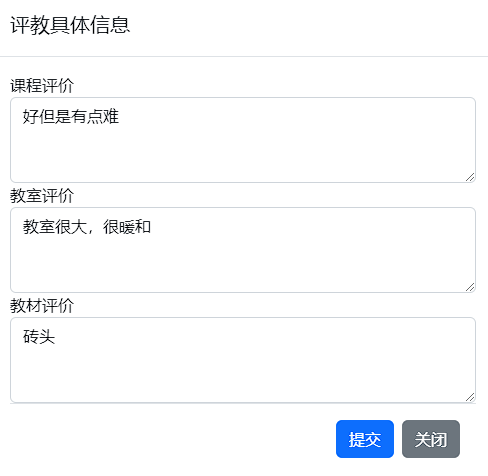 评教具体信息
课程评价
好但是有点难
教室评价
教室很大，很暖和
教材评价
砖头
提交 关闭